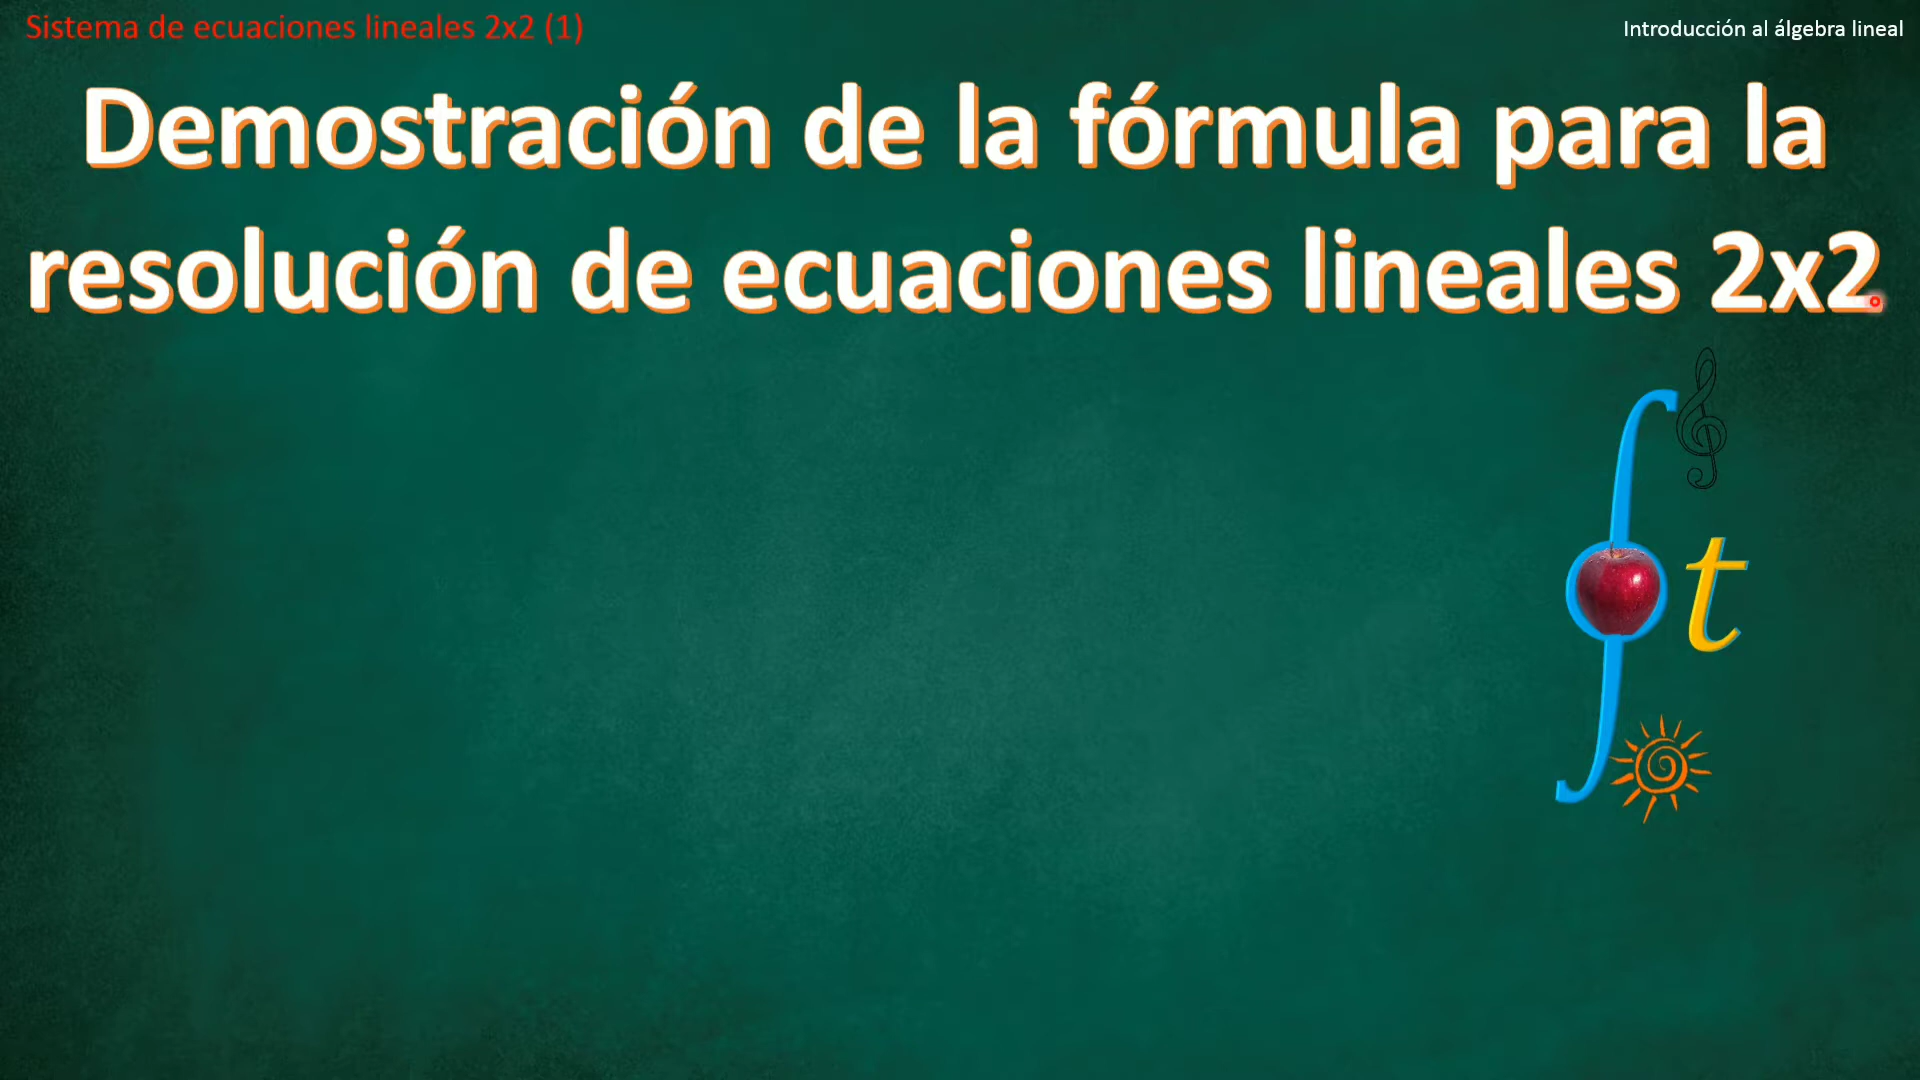 Sistema de ecuaciones lineales 2x2 (1)
Introducción al álgebra lineal
Demostración de la fórmula para la
resolución de ecuaciones lineales 2x2.
t